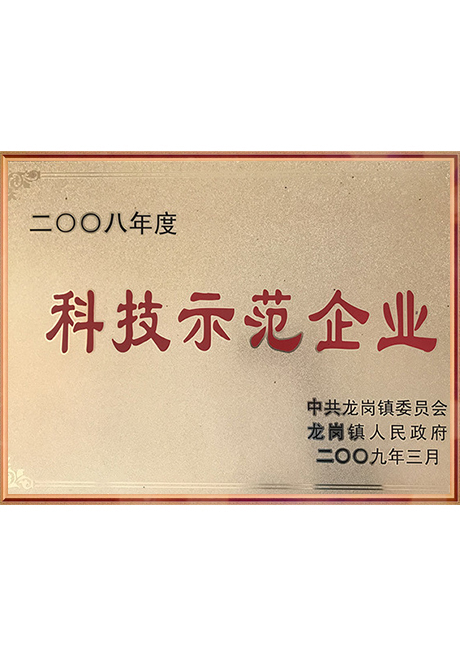 二〇〇八年度
科技示范企业
中共龙岗镇委员会
龙岗镇人民政府
二〇〇九年三月